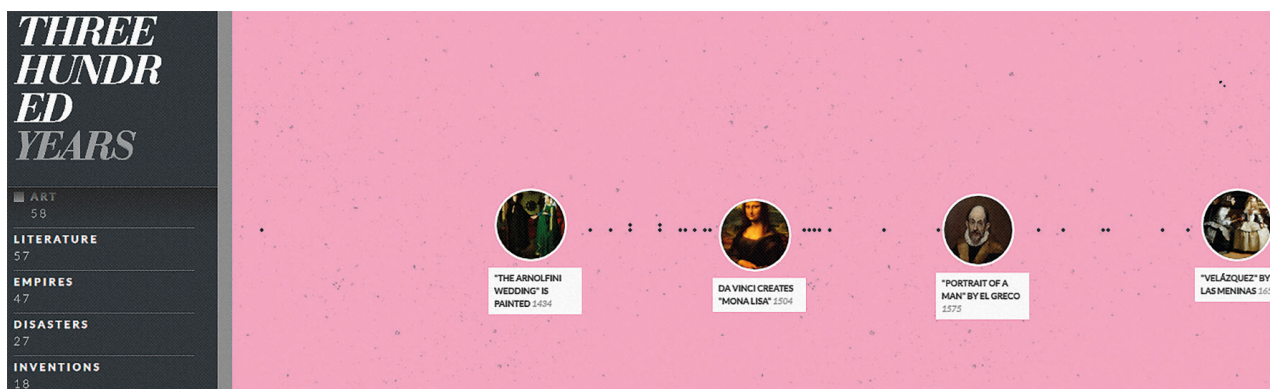 THREE
HUNDR
ED
YEARS
ART
58
LITERATURE
57
EMPIRES
47
DISASTERS
27
INVENTIONS
18
"THE ARNOLFINI
WEDDING" IS
PAINTED 1434
DA VINCI CREATES
"MONA LISA" 1504
"PORTRAIT OF A
MAN" BY EL GRECO
1575
"VELÁZQUEZ" BY
LAS MENINAS